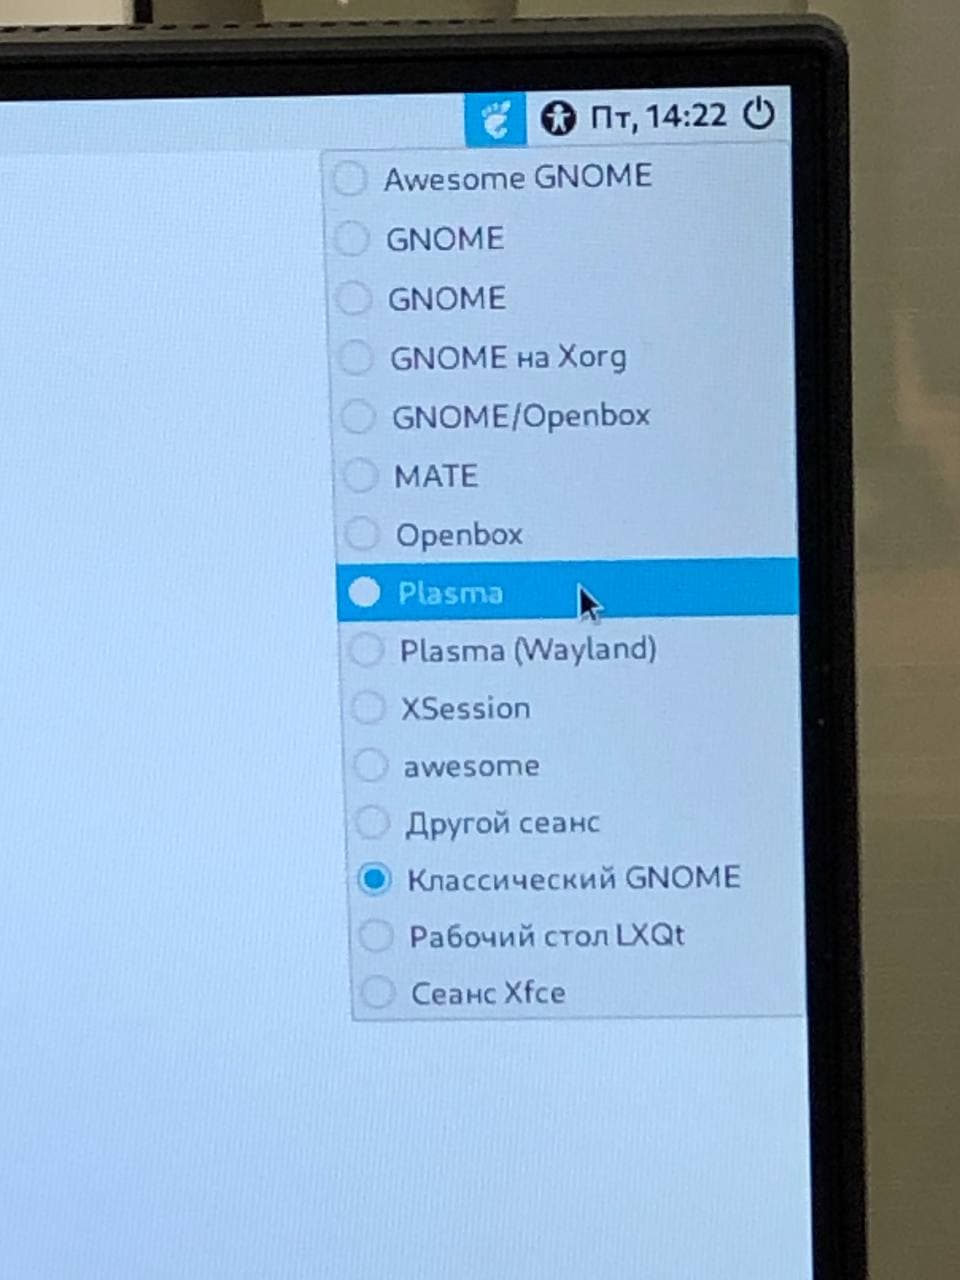 Пт, 14:22
Awesome GNOME
GNOME
GNOME
GNOME на Xorg
GNOME/Openbox
MATE
Openbox
Plasma
Plasma (Wayland)
XSession
awesome
Другой сеанс
Классический GNOME
Рабочий стол LXQt
Сеанс Xfce